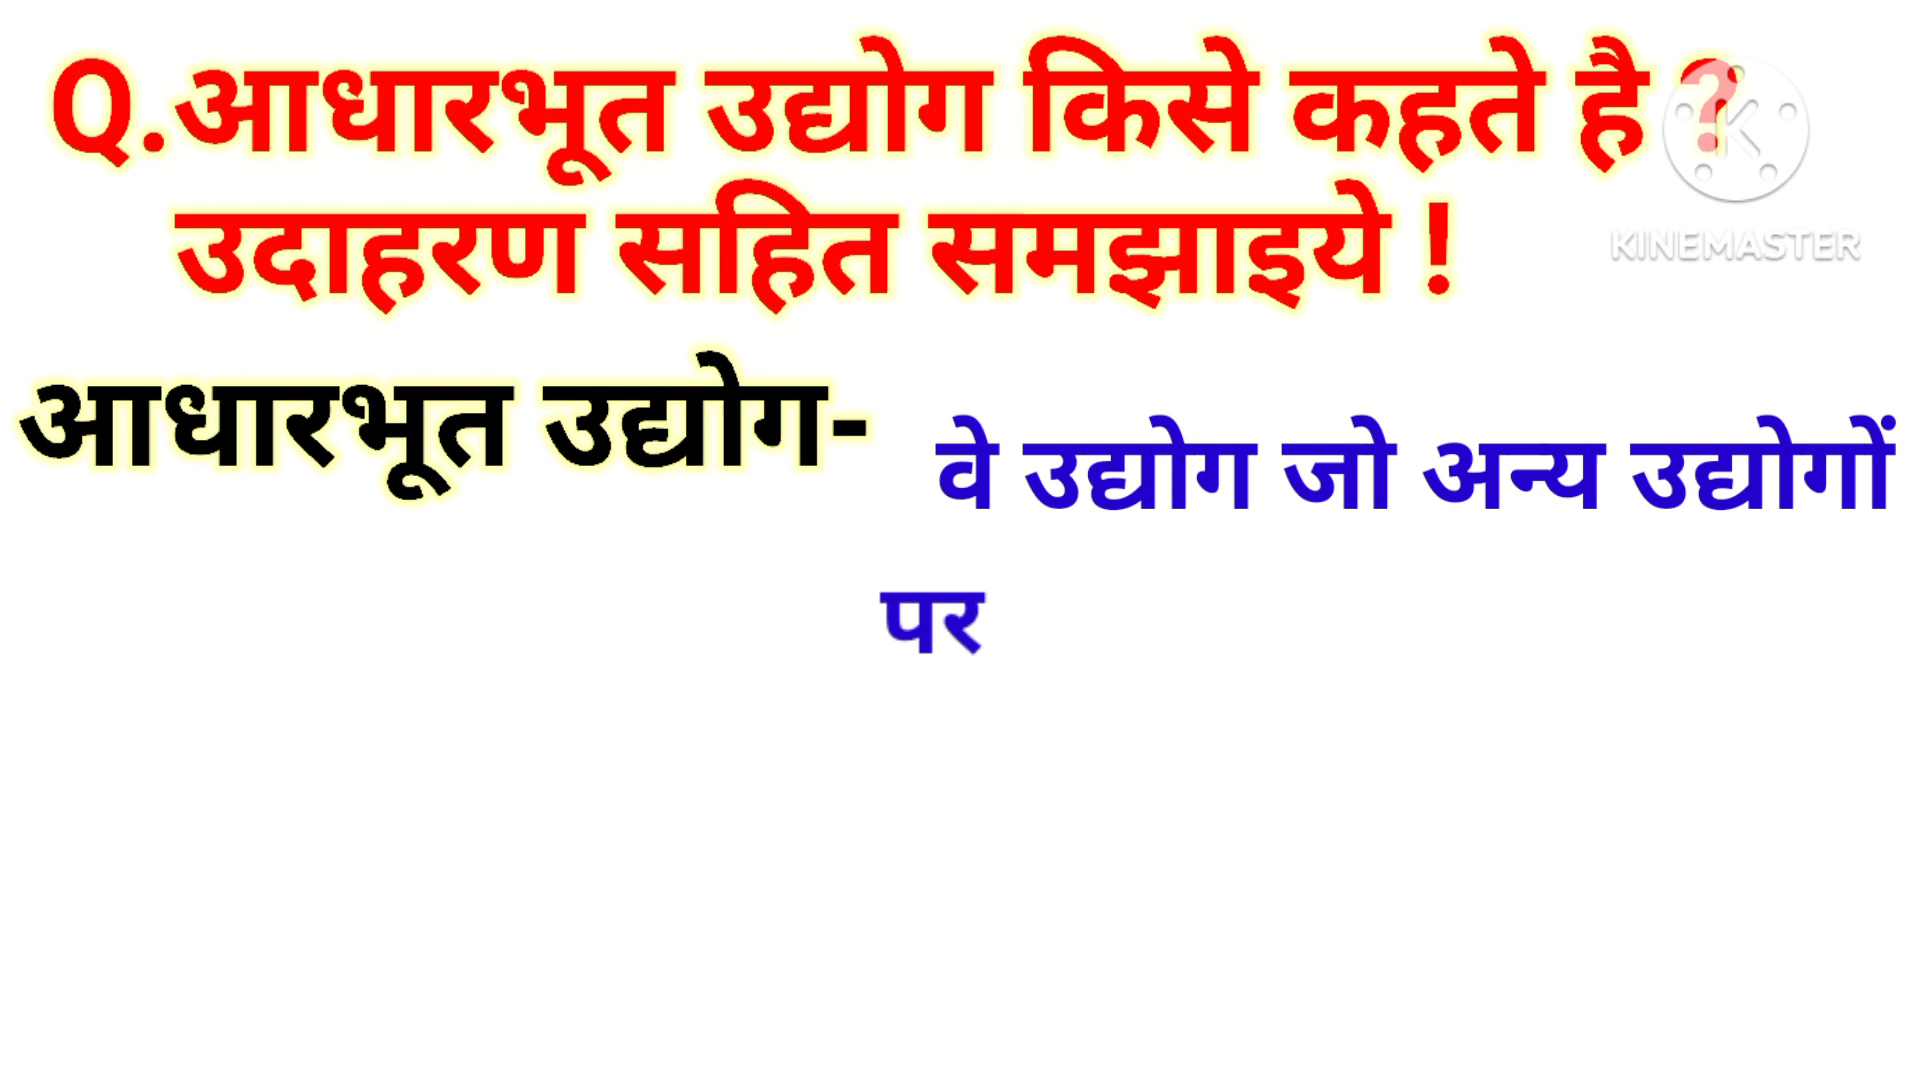 Q.आधारभूत उद्योग किसे कहते है ?
उदाहरण सहित समझाइये !
आधारभूत उद्योग- वे उद्योग जो अन्य उद्योगों
पर
KINEMASTER